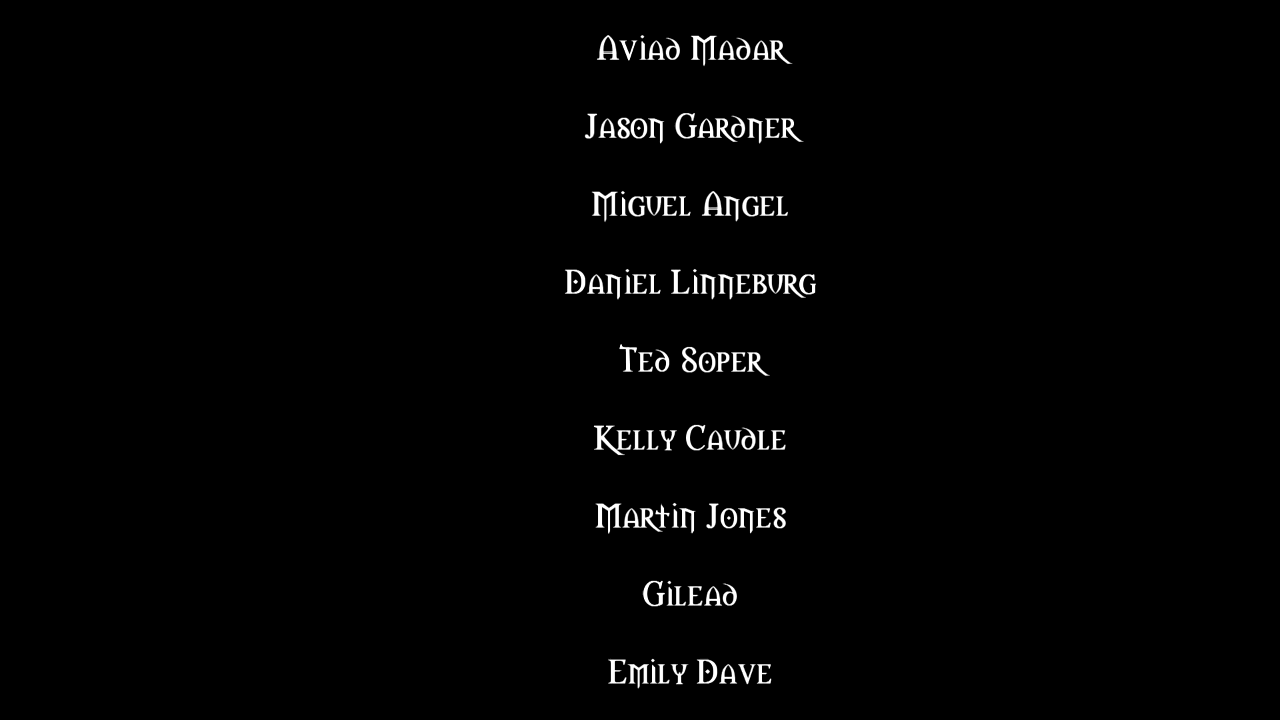 Aviad Madar
Jason Gardner
Miguel Angel
Daniel Linneburg
Ted Soper
Kelly Caudle
Martin Jones
Gilead
Emily Dave